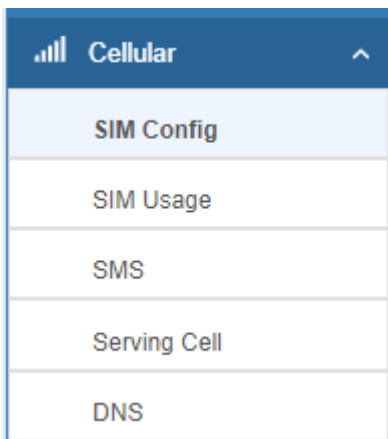 Cellular
SIM Config
SIM Usage
SMS
Serving Cell
DNS